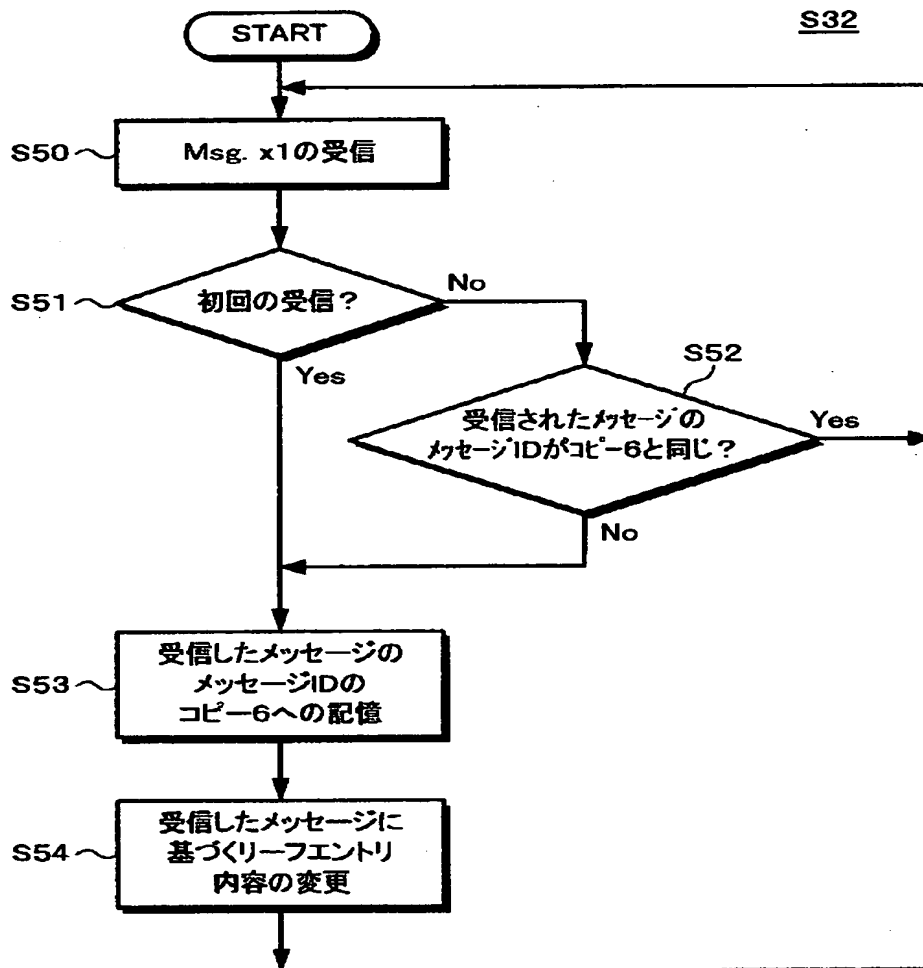 START
S32
S50
Msg. x1の受信
S51
初回の受信?
No
Yes
S52
受信されたメッセージの
メッセージIDがコピー6と同じ?
Yes
No
S53
受信したメッセージの
メッセージIDの
コピー6への記憶
S54
受信したメッセージに
基づくリーフエントリ
内容の変更